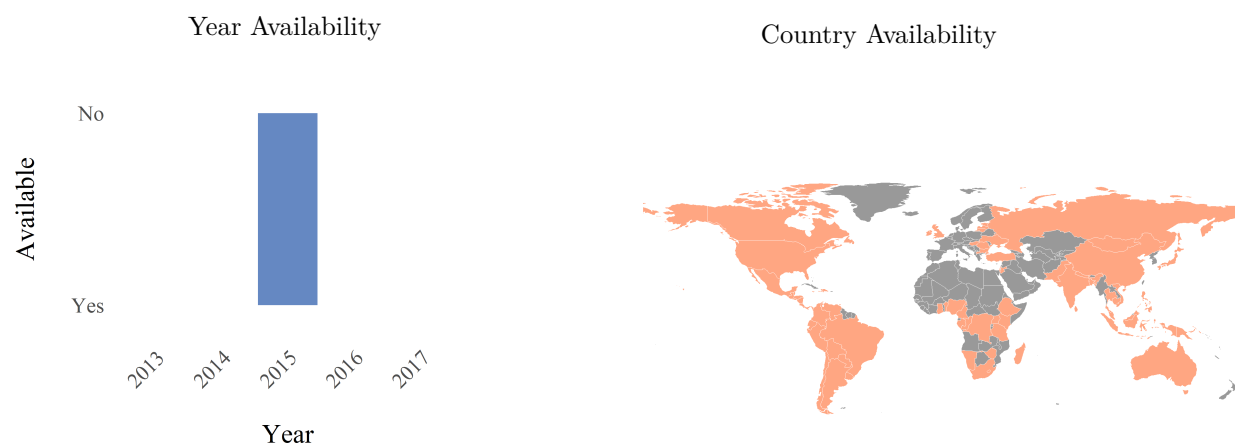 Year Availability
No
Available
Yes
2013
2014
2015
2016
2017
Year
Country Availability